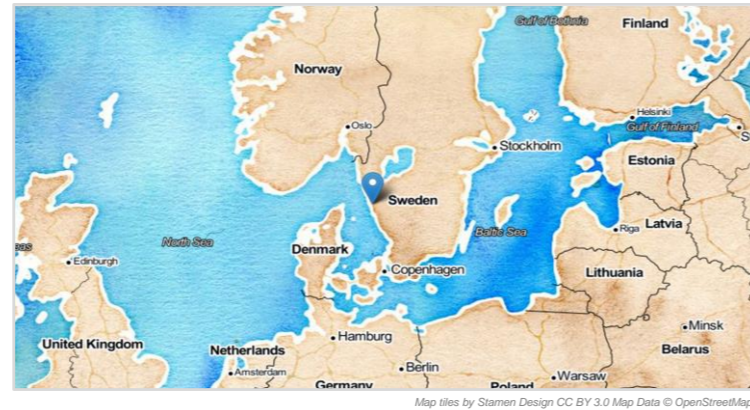 Gulf of Bothnia
Finland
Norway
Oslo
Helsinki
Gulf of Finland
Stockholm
Estonia
Sweden
Riga
Latvia
North Sea
Baltic Sea
Denmark
eas
Edinburgh
Copenhagen
Lithuania
Minsk
Hamburg
United Kingdom
Netherlands
Belarus
Berlin
Amsterdam
Warsaw
Germany
Poland
Map tiles by Stamen Design CC BY 3.0 Map Data © OpenStreetMap